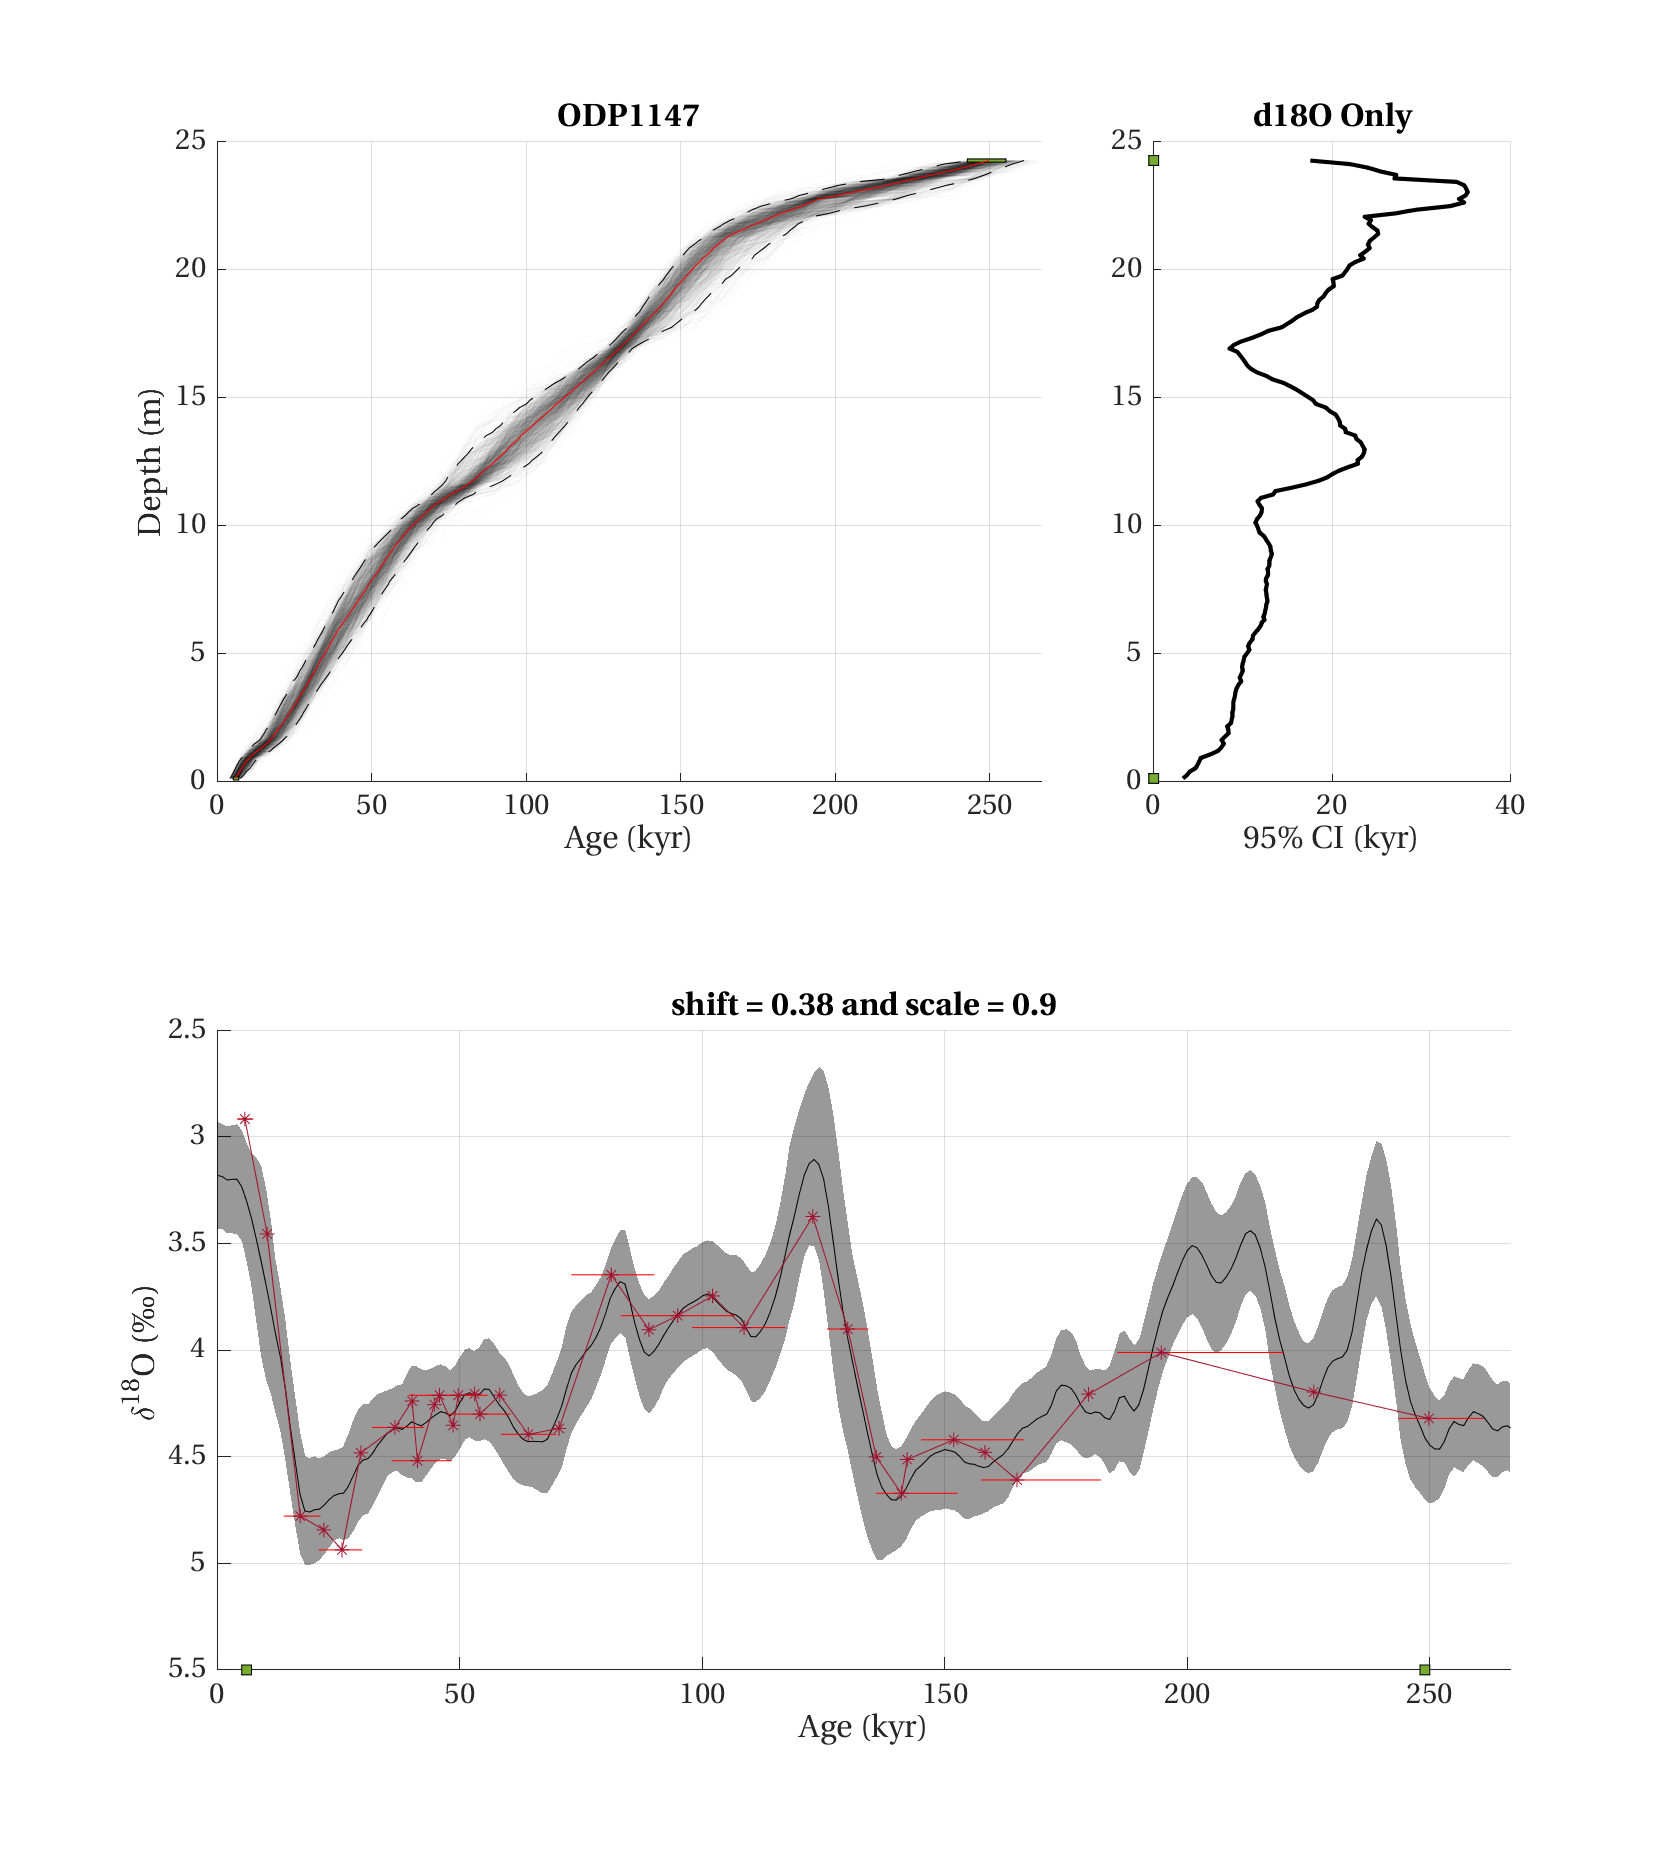 ODP1147
25
20
15
10
5
0
Depth (m)
0 50 100 150 200 250
Age (kyr)
d18O Only
25
20
15
10
5
0
0 20 40
95% CI (kyr)
shift = 0.38 and scale = 0.9
2.5
3
3.5
4
4.5
5
5.5
δ¹⁸O (‰)
0 50 100 150 200 250
Age (kyr)